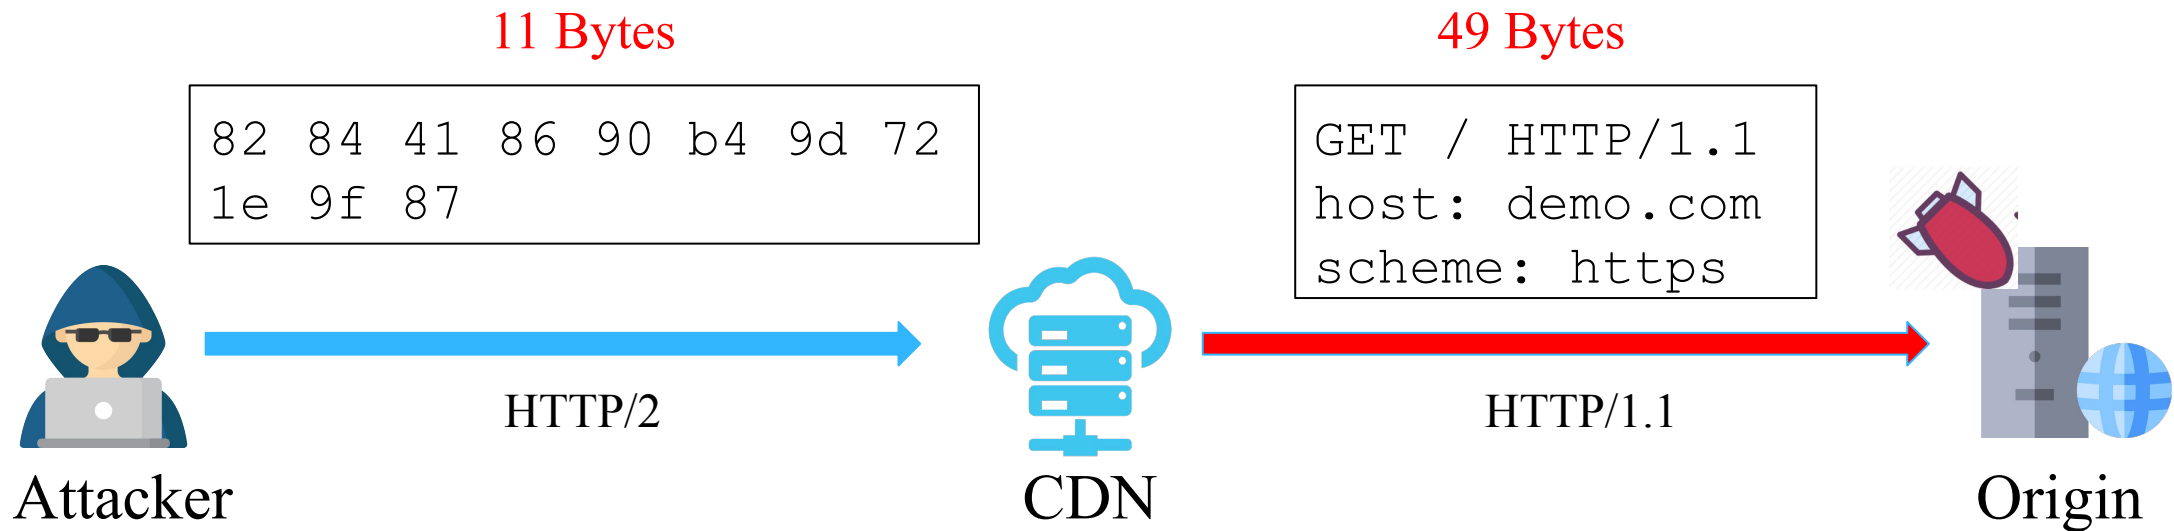 11 Bytes
82 84 41 86 90 b4 9d 72
1e 9f 87
49 Bytes
GET / HTTP/1.1
host: demo.com
scheme: https
HTTP/2
HTTP/1.1
Attacker
CDN
Origin